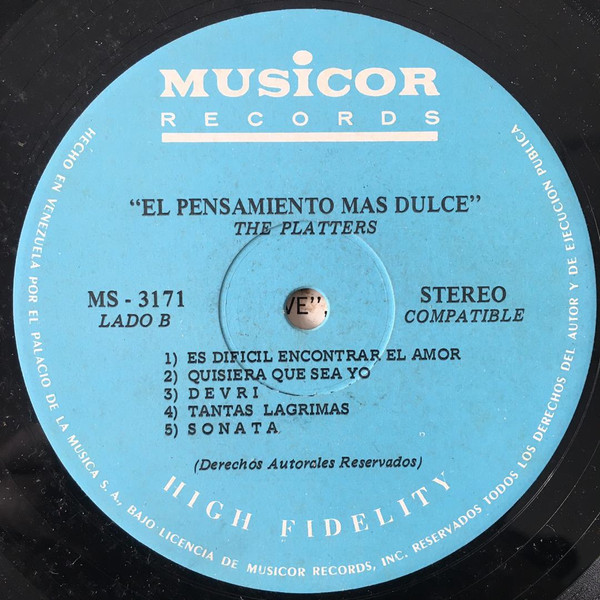 MUSiCOR
RECORDS
"EL PENSAMIENTO MAS DULCE"
THE PLATTERS
MS - 3171
LADO B
VE",
STEREO
COMPATIBLE
1) ES DIFICIL ENCONTRAR EL AMOR
2) QUISIERA QUE SEA YO
3) DEVRI
4) TANTAS LAGRIMAS
5) SONATA
(Derechos Autorales Reservados)
HIGH FIDELITY
HECHO EN VENEZUELA POR EL PALACIO DE LA MUSICA S. A., BAJO LICENCIA DE MUSICOR RECORDS, INC. RESERVADOS TODOS LOS DERECHOS DEL AUTOR Y DE EJECUCION PUBLICA